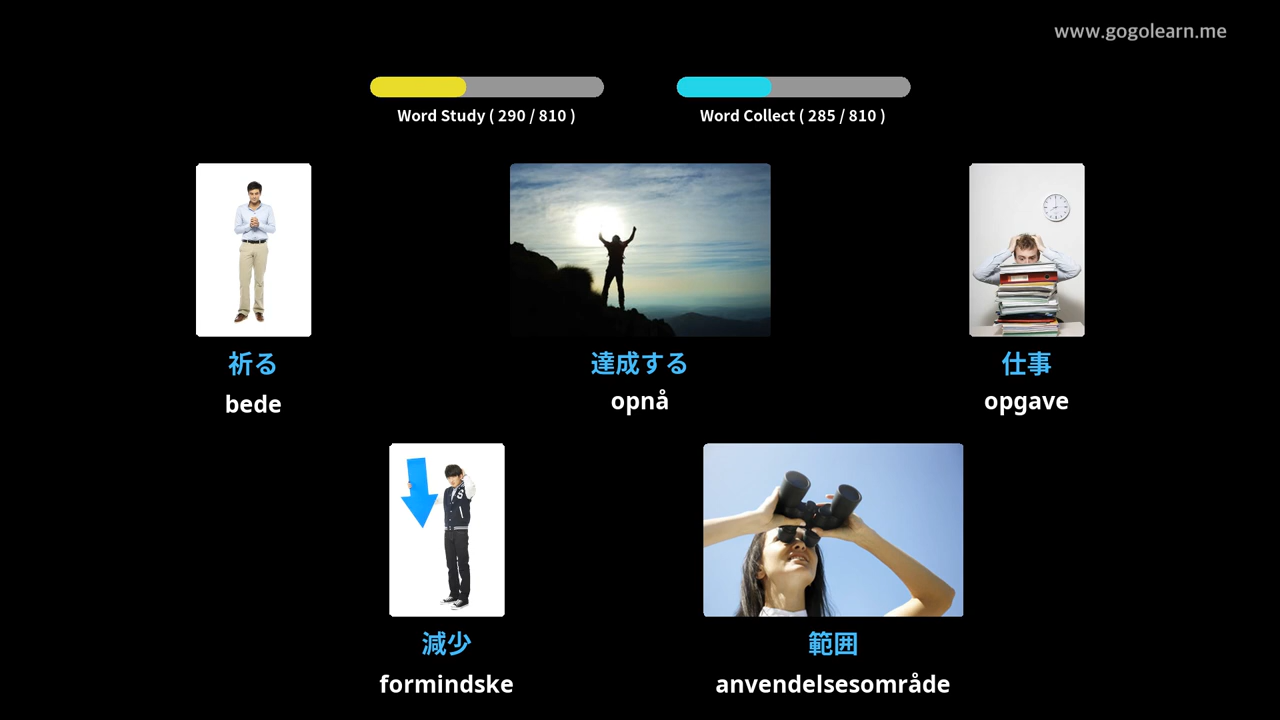 www.gogolearn.me
Word Study ( 290 / 810 )
Word Collect ( 285 / 810 )
祈る
bede
達成する
opnå
仕事
opgave
減少
formindske
範囲
anvendelsesområde